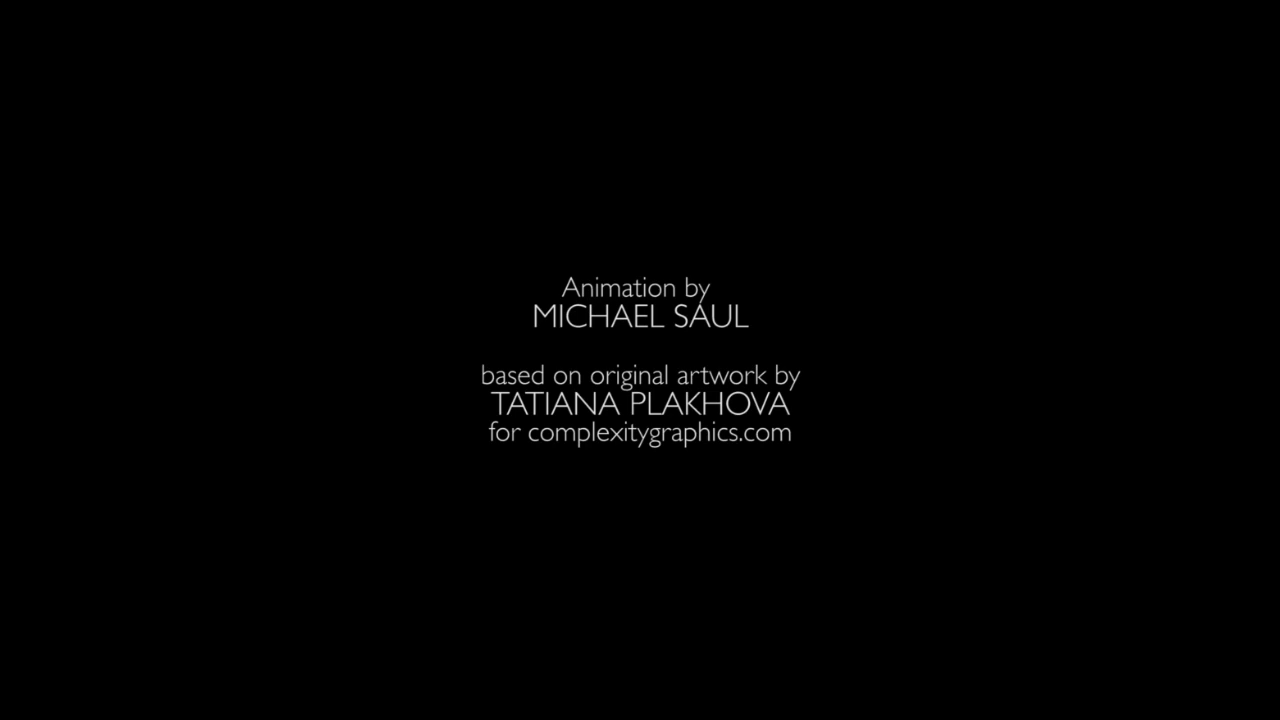 Animation by
MICHAEL SAUL
based on original artwork by
TATIANA PLAKHOVA
for complexitygraphics.com